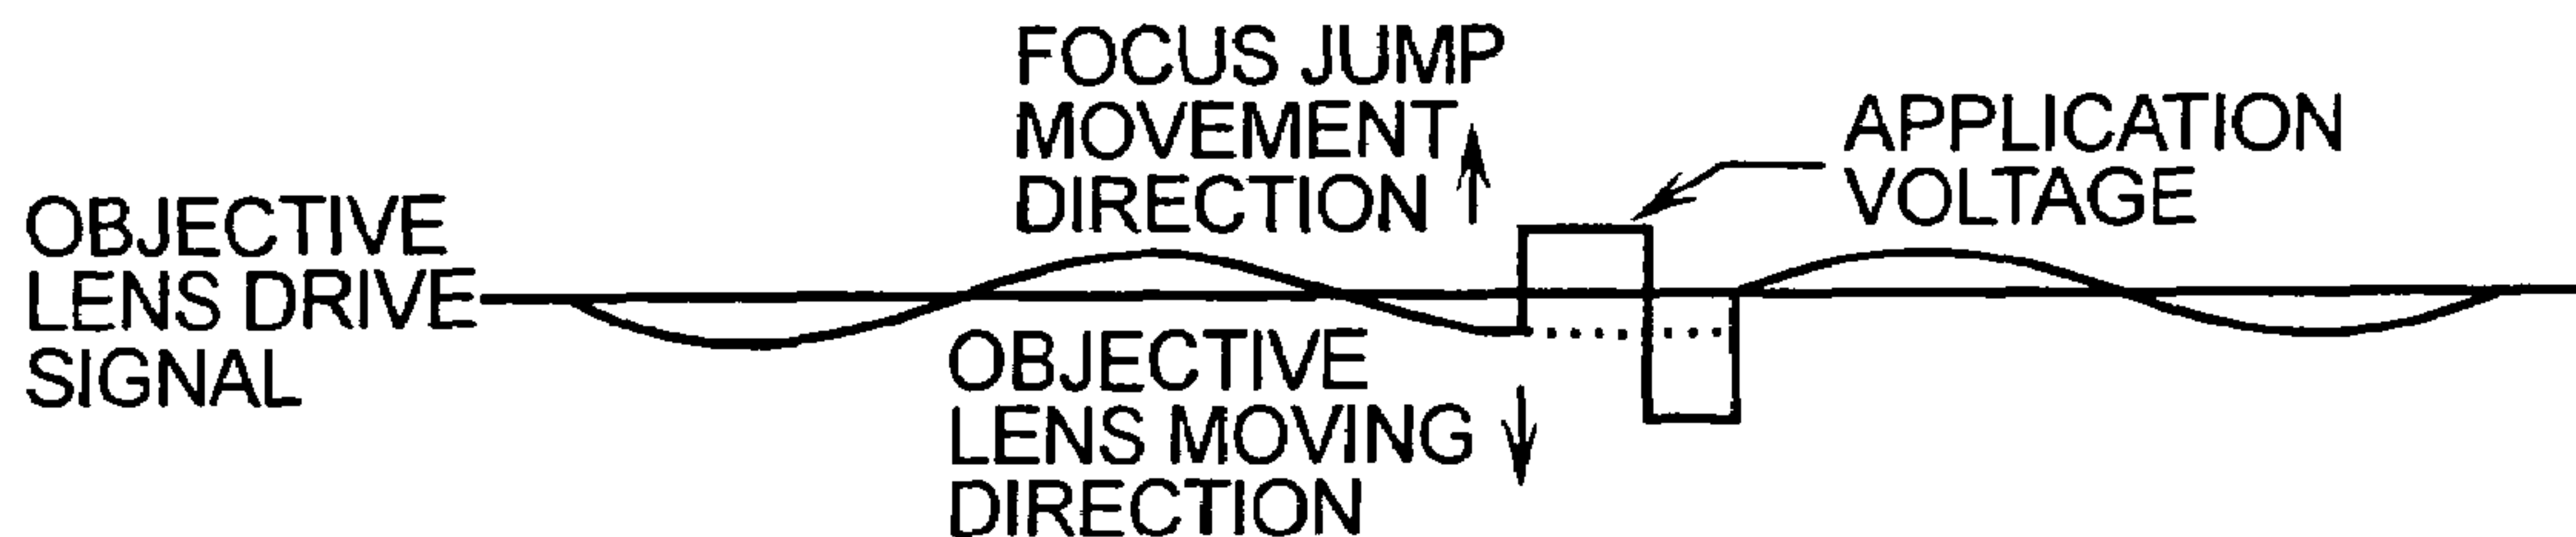 FOCUS JUMP
MOVEMENT
DIRECTION
APPLICATION
VOLTAGE
OBJECTIVE
LENS DRIVE
SIGNAL
OBJECTIVE
LENS MOVING
DIRECTION